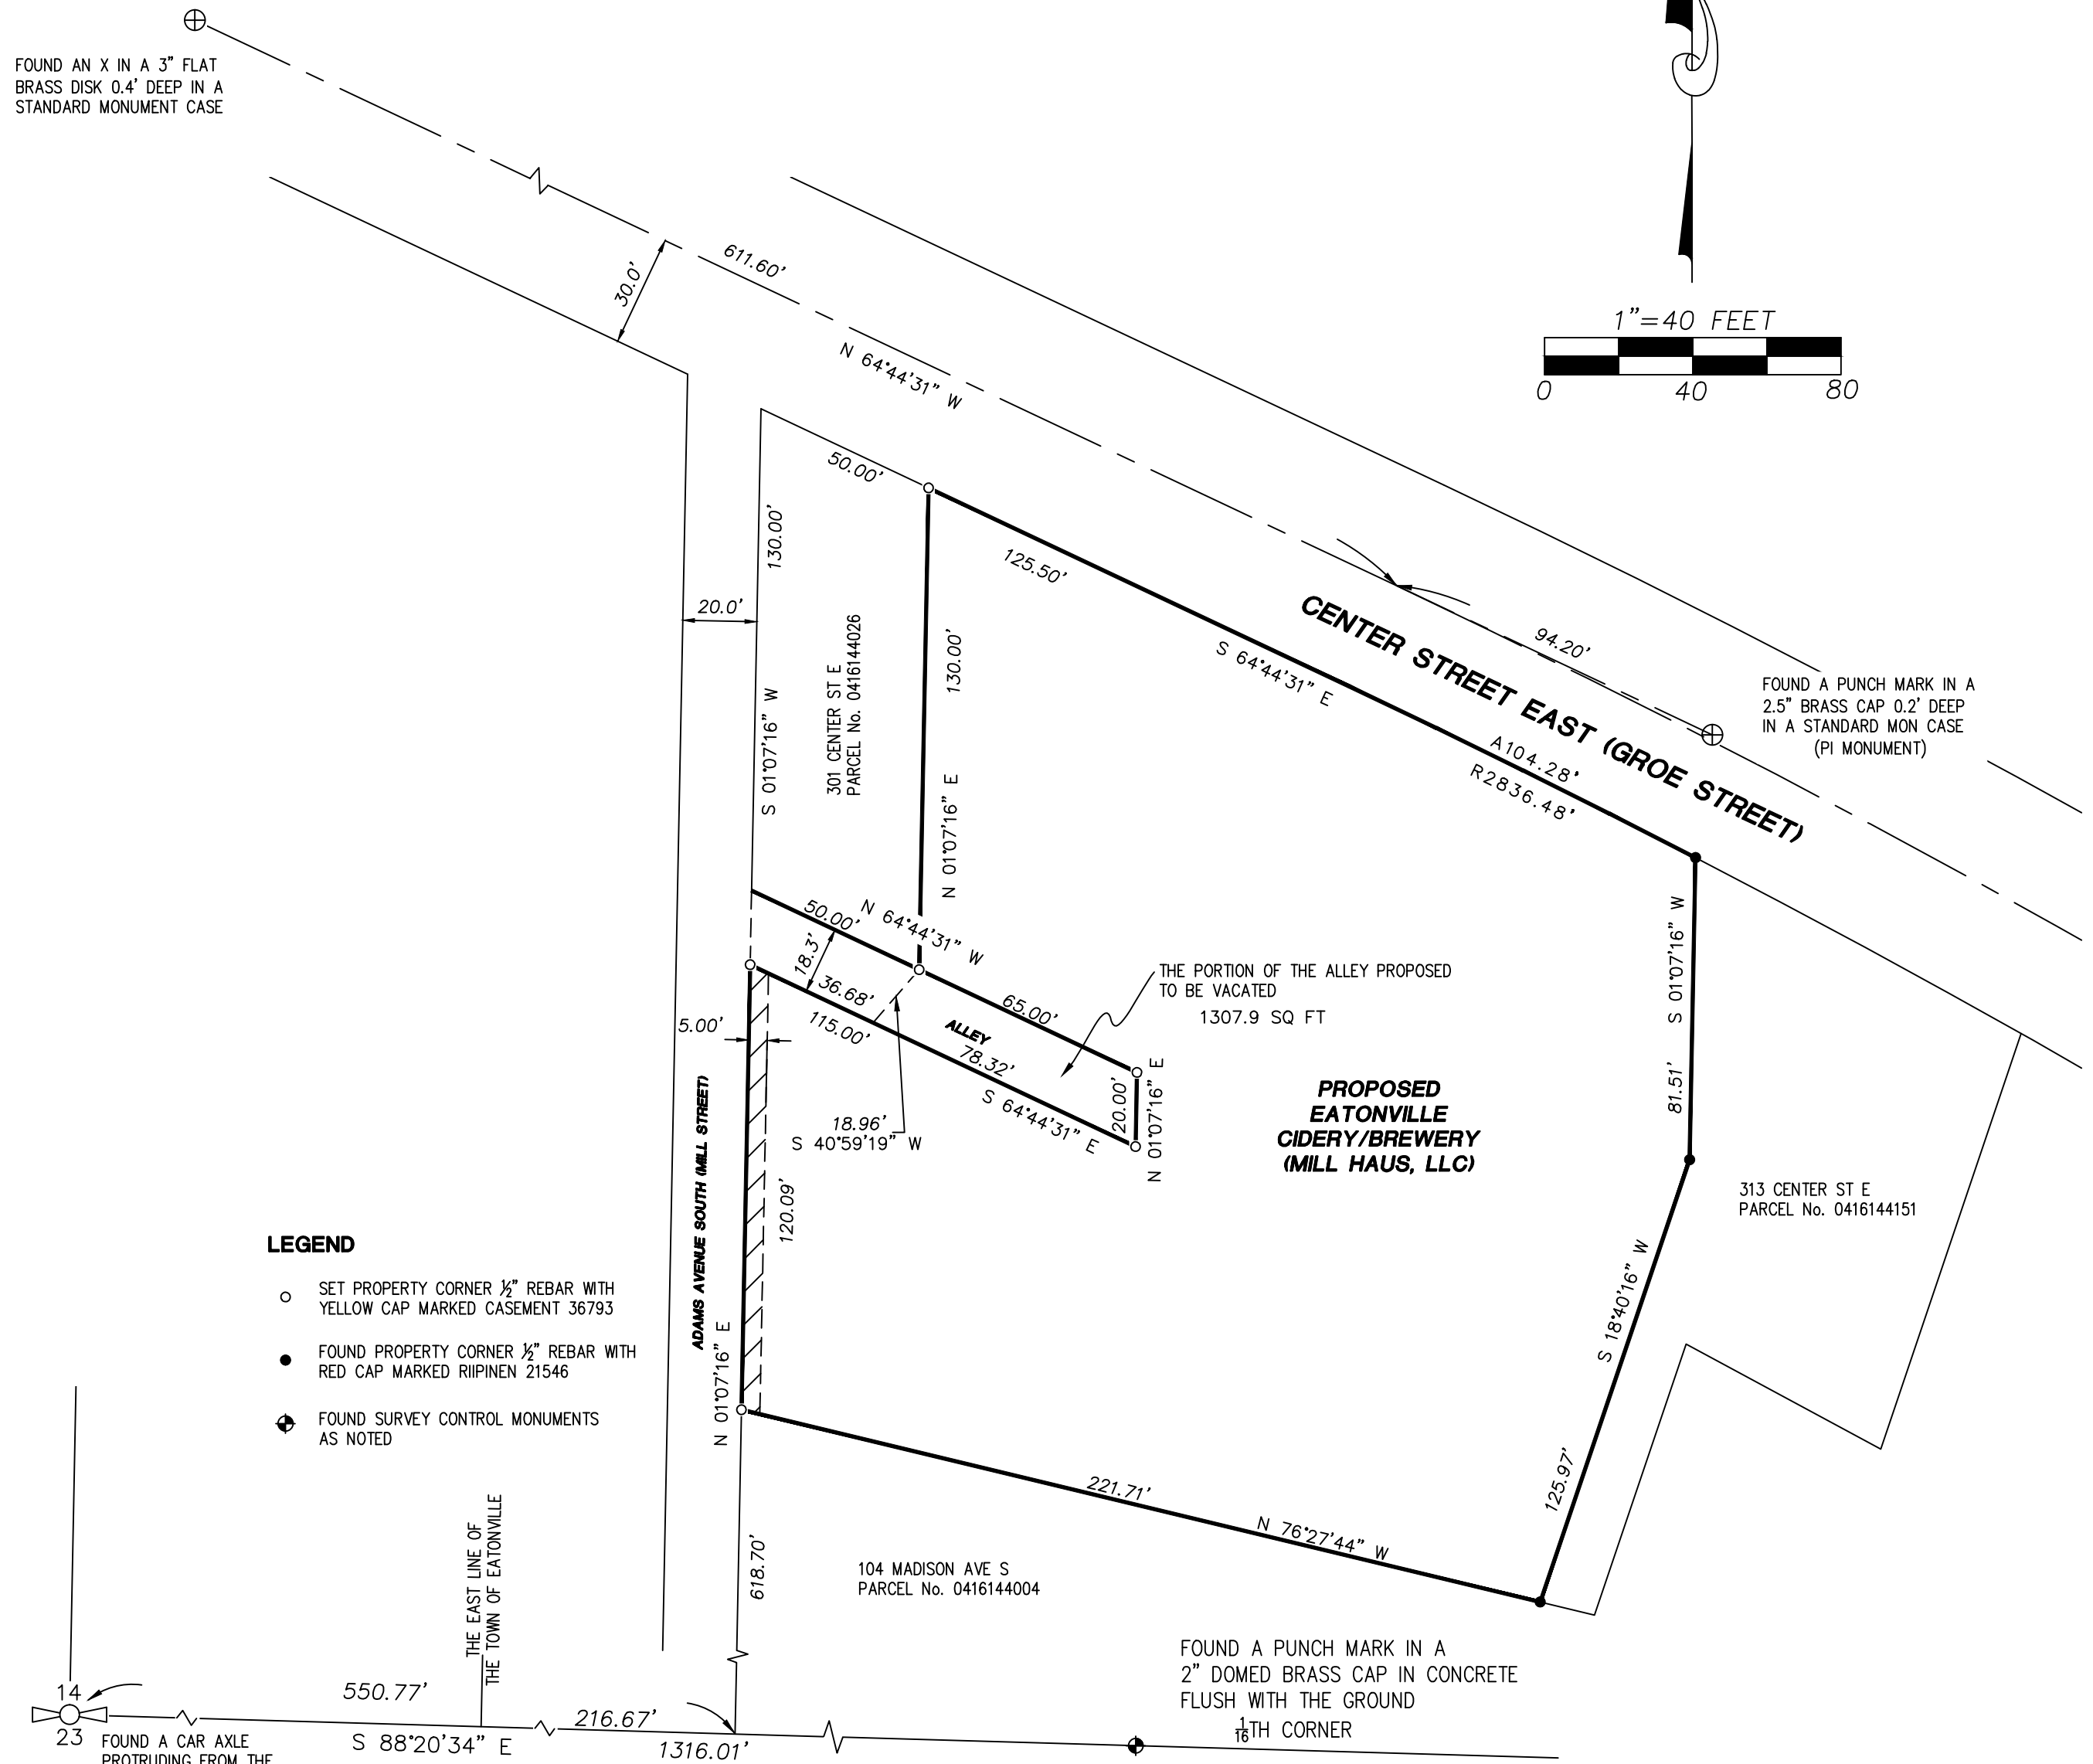 FOUND AN X IN A 3" FLAT
BRASS DISK 0.4' DEEP IN A
STANDARD MONUMENT CASE
611.60'
30.0'
N 64°44'31" W
1"=40 FEET
0 40 80
50.00'
130.00'
125.50'
20.0'
S 01°07'16" W
301 CENTER ST E
PARCEL No. 0416144026
130.00'
N 01°07'16" E
S 64°44'31" E
CENTER STREET EAST (GROE STREET)
94.20'
A104.28'
R2836.48'
FOUND A PUNCH MARK IN A
2.5" BRASS CAP 0.2' DEEP
IN A STANDARD MON CASE
(PI MONUMENT)
50.00'
N 64°44'31" W
18.3'
36.68'
115.00'
65.00'
ALLEY
78.32'
S 64°44'31" E
20.00'
N 01°07'16" E
THE PORTION OF THE ALLEY PROPOSED
TO BE VACATED
1307.9 SQ FT
5.00'
18.96'
S 40°59'19" W
S 01°07'16" W
81.51'
PROPOSED
EATONVILLE
CIDERY/BREWERY
(MILL HAUS, LLC)
313 CENTER ST E
PARCEL No. 0416144151
ADAMS AVENUE SOUTH (MILL STREET)
120.09'
N 01°07'16" E
S 18°40'16" W
125.97'
LEGEND
SET PROPERTY CORNER ½" REBAR WITH
YELLOW CAP MARKED CASEMENT 36793
FOUND PROPERTY CORNER ½" REBAR WITH
RED CAP MARKED RIIPINEN 21546
FOUND SURVEY CONTROL MONUMENTS
AS NOTED
221.71'
N 76°27'44" W
THE EAST LINE OF
THE TOWN OF EATONVILLE
618.70'
104 MADISON AVE S
PARCEL No. 0416144004
FOUND A PUNCH MARK IN A
2" DOMED BRASS CAP IN CONCRETE
FLUSH WITH THE GROUND
1/16TH CORNER
14
23
550.77'
216.67'
S 88°20'34" E
1316.01'
FOUND A CAR AXLE
PROTRUDING FROM THE